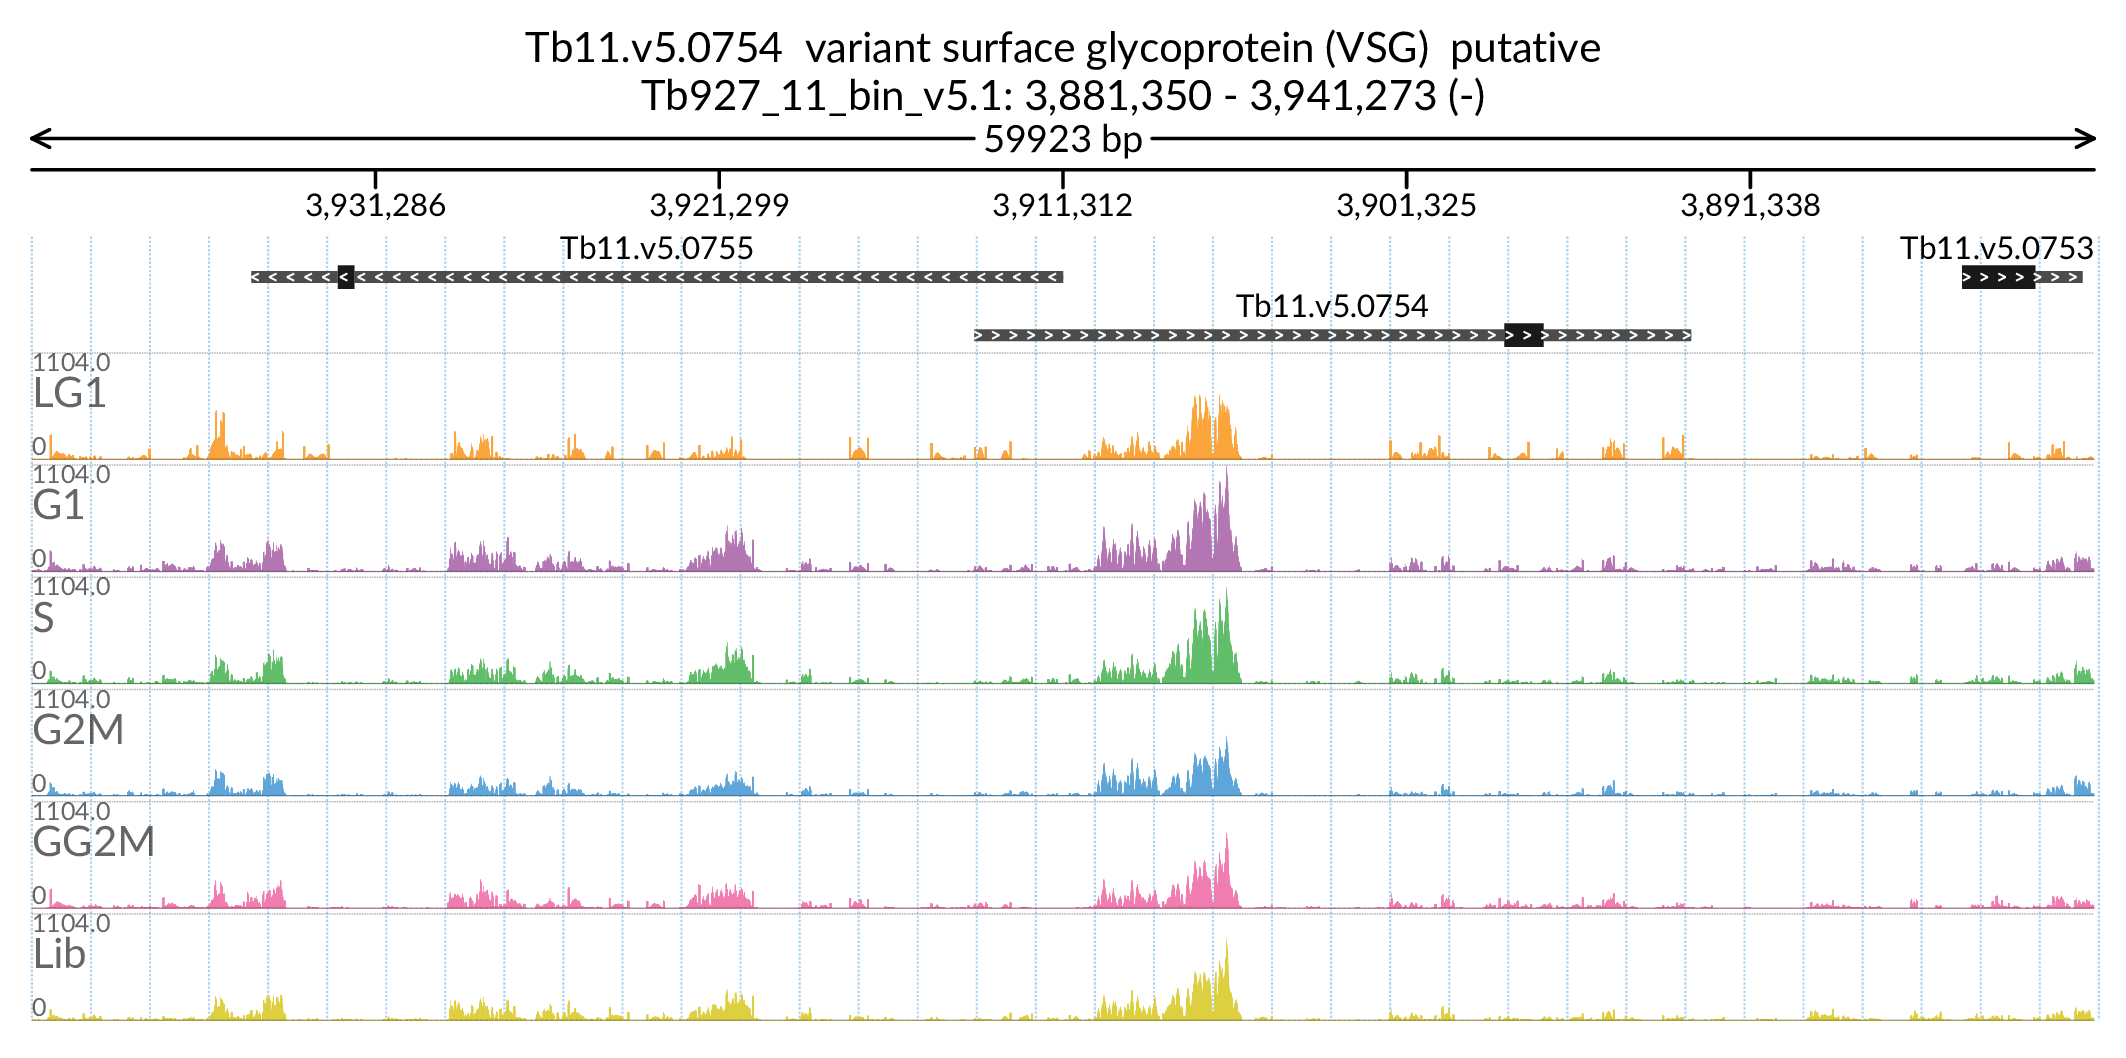 Tb11.v5.0754  variant surface glycoprotein (VSG)  putative
Tb927_11_bin_v5.1: 3,881,350 - 3,941,273 (-)
59923 bp
3,931,286 3,921,299 3,911,312 3,901,325 3,891,338
Tb11.v5.0755 Tb11.v5.0753
Tb11.v5.0754
1104.0
LG1
0
1104.0
G1
0
1104.0
S
0
1104.0
G2M
0
1104.0
GG2M
0
1104.0
Lib
0